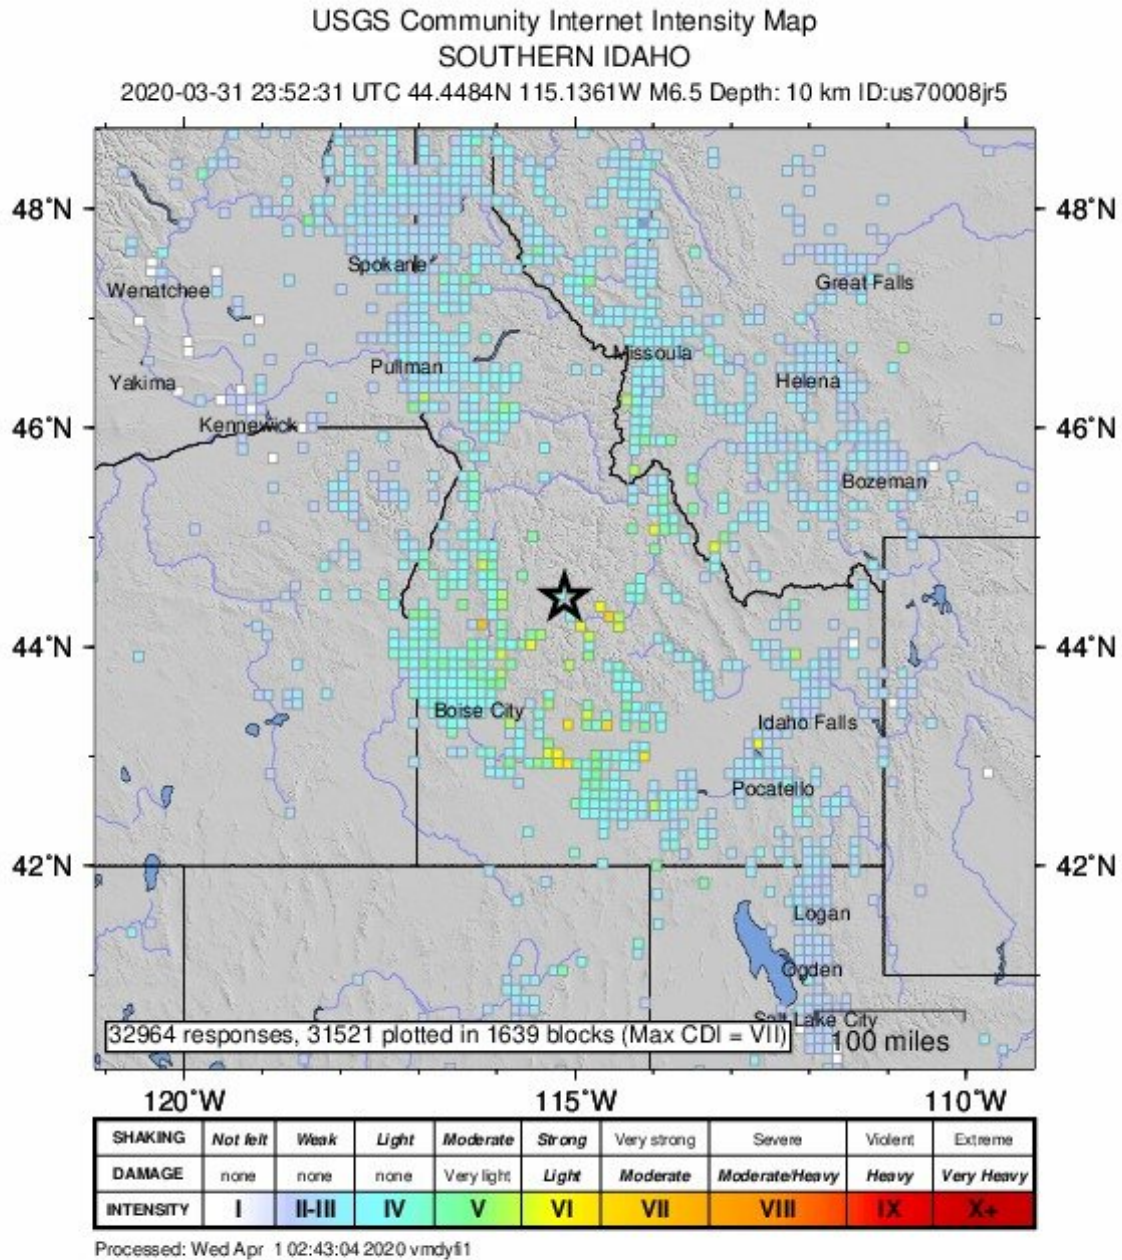 USGS Community Internet Intensity Map
SOUTHERN IDAHO
2020-03-31 23:52:31 UTC 44.4484N 115.1361W M6.5 Depth: 10 km ID:us70008jr5
48˚N 48˚N
Spokane
Wenatchee Great Falls
Missoula
Pullman
Yakima Helena
Kennewick
46˚N 46˚N
Bozeman
44˚N 44˚N
Boise City
Idaho Falls
Pocatello
42˚N 42˚N
Logan
Ogden
Salt Lake City
32964 responses, 31521 plotted in 1639 blocks (Max CDI = VII)
100 miles
120˚W 115˚W 110˚W
SHAKING Not felt Weak Light Moderate Strong Very strong Severe Violent Extreme
DAMAGE none none none Very light Light Moderate Moderate/Heavy Heavy Very Heavy
INTENSITY I II-III IV V VI VII VIII IX X+
Processed: Wed Apr 1 02:43:04 2020 vmdyfi1